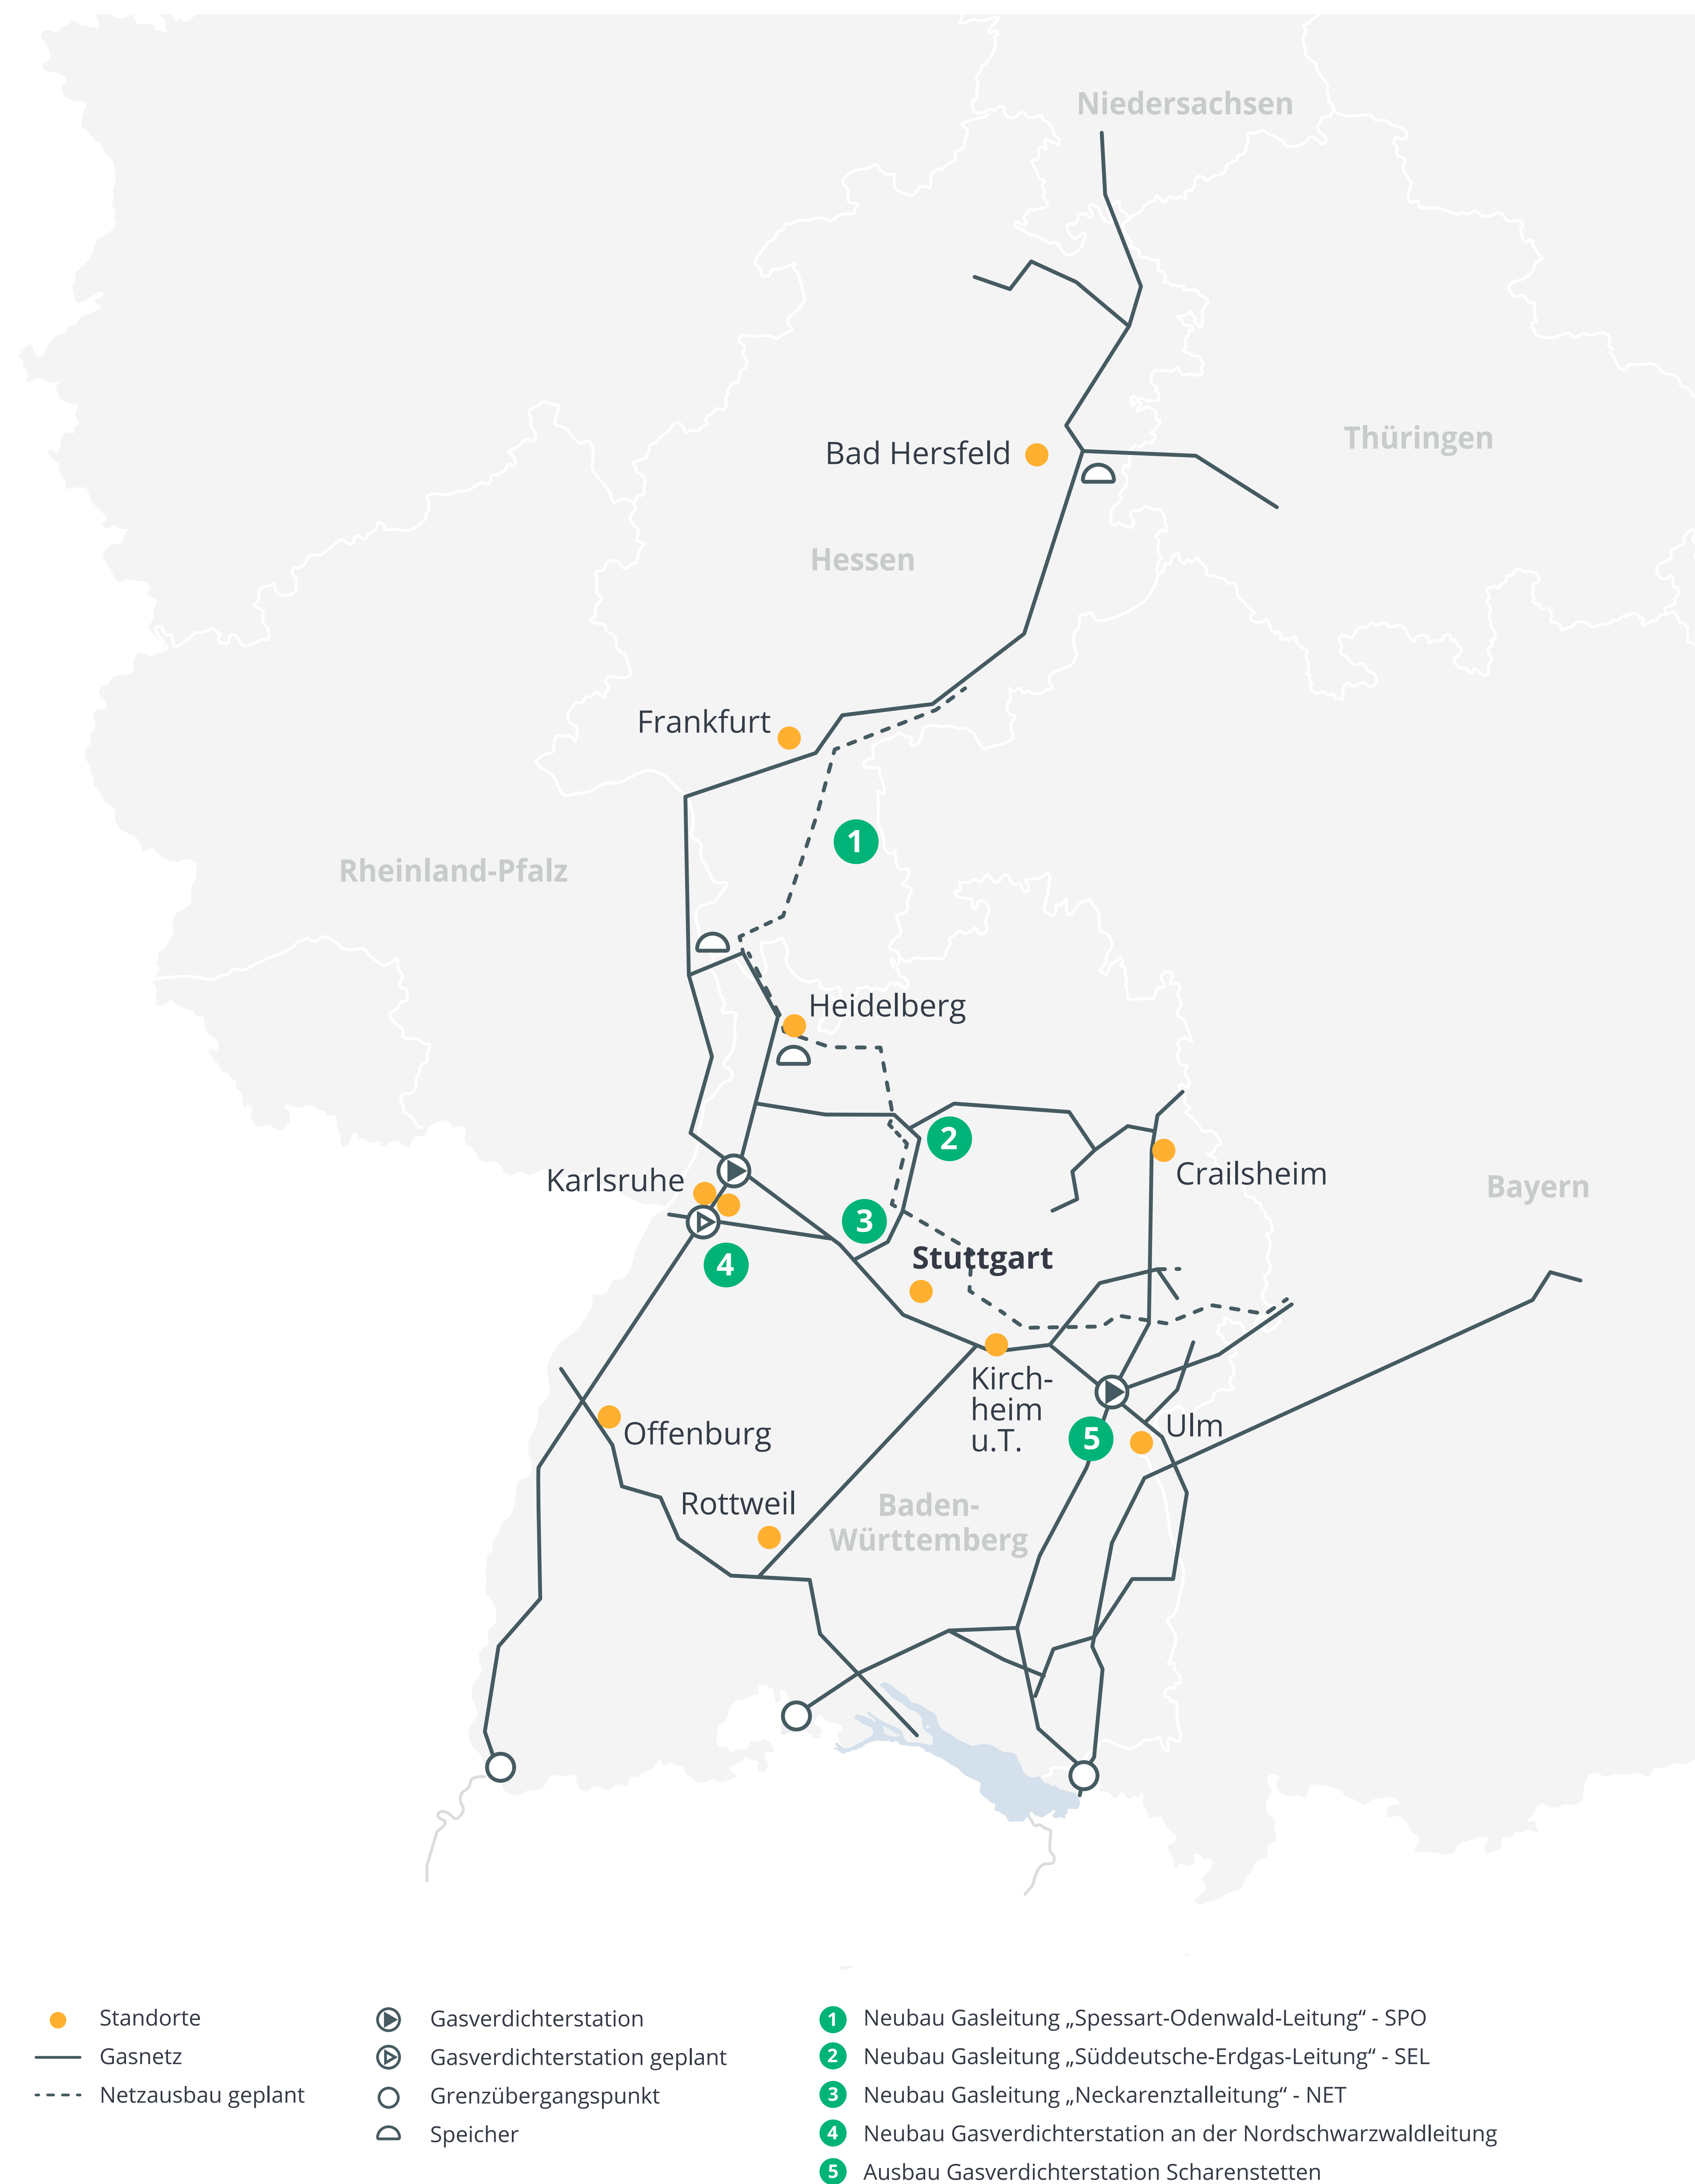 Niedersachsen
Thüringen
Bad Hersfeld
Hessen
Frankfurt
1
Rheinland-Pfalz
Heidelberg
2
Crailsheim
Karlsruhe
Bayern
3
4
Stuttgart
Kirch-
heim
u.T.
5
Ulm
Offenburg
Rottweil
Baden-
Württemberg
Standorte
Gasnetz
Netzausbau geplant
Gasverdichterstation
Gasverdichterstation geplant
Grenzübergangspunkt
Speicher
1 Neubau Gasleitung „Spessart-Odenwald-Leitung“ - SPO
2 Neubau Gasleitung „Süddeutsche-Erdgas-Leitung“ - SEL
3 Neubau Gasleitung „Neckarenztalleitung“ - NET
4 Neubau Gasverdichterstation an der Nordschwarzwaldleitung
5 Ausbau Gasverdichterstation Scharenstetten